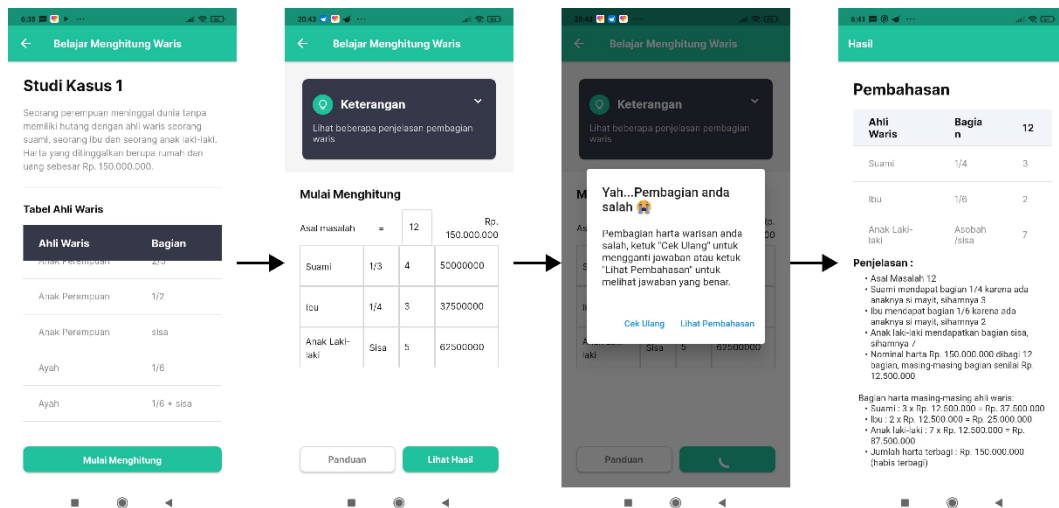 6:38
Belajar Menghitung Waris
Studi Kasus 1
Seorang perempuan meninggal dunia tanpa
memiliki hutang dengan ahli waris seorang
suami, seorang ibu dan seorang anak laki-laki.
Harta yang ditinggalkan berupa rumah dan
uang sebesar Rp. 150.000.000.
Tabel Ahli Waris
Ahli Waris Bagian
Anak Perempuan 2/3
Anak Perempuan 1/2
Anak Perempuan sisa
Ayah 1/6
Ayah 1/6 + sisa
Mulai Menghitung
20.43
Belajar Menghitung Waris
Keterangan
Lihat beberapa penjelasan pembagian
waris
Mulai Menghitung
Asal masalah = 12 Rp.
150.000.000
Suami 1/3 4 50000000
Ibu 1/4 3 37500000
Anak Laki-
laki Sisa 5 62500000
Panduan Lihat Hasil
20:43
Belajar Menghitung Waris
Keterangan
Lihat beberapa penjelasan pembagian
waris
Yah...Pembagian anda
salah 😭
Pembagian harta warisan anda
salah, ketuk "Cek Ulang" untuk
mengganti jawaban atau ketuk
"Lihat Pembahasan" untuk
melihat jawaban yang benar.
Cek Ulang Lihat Pembahasan
laki Sisa 5 62500000
Panduan
6:41
Hasil
Pembahasan
Ahli
Waris
Bagia
n
12
Suami 1/4 3
Ibu 1/6 2
Anak Laki-
laki
Asobah
/sisa
7
Penjelasan :
• Asal Masalah 12
• Suami mendapat bagian 1/4 karena ada
anaknya si mayit, sihamnya 3
• Ibu mendapat bagian 1/6 karena ada
anaknya si mayit, sihamnya 2
• Anak laki-laki mendapatkan bagian sisa,
sihamnya 7
• Nominal harta Rp. 150.000.000 dibagi 12
bagian, masing-masing bagian senilai Rp.
12.500.000
Bagian harta masing-masing ahli waris:
• Suami : 3 x Rp. 12.500.000 = Rp. 37.500.000
• Ibu : 2 x Rp. 12.500.000 = Rp. 25.000.000
• Anak laki-laki : 7 x Rp. 12.500.000 = Rp.
87.500.000
• Jumlah harta terbagi : Rp. 150.000.000
(habis terbagi)